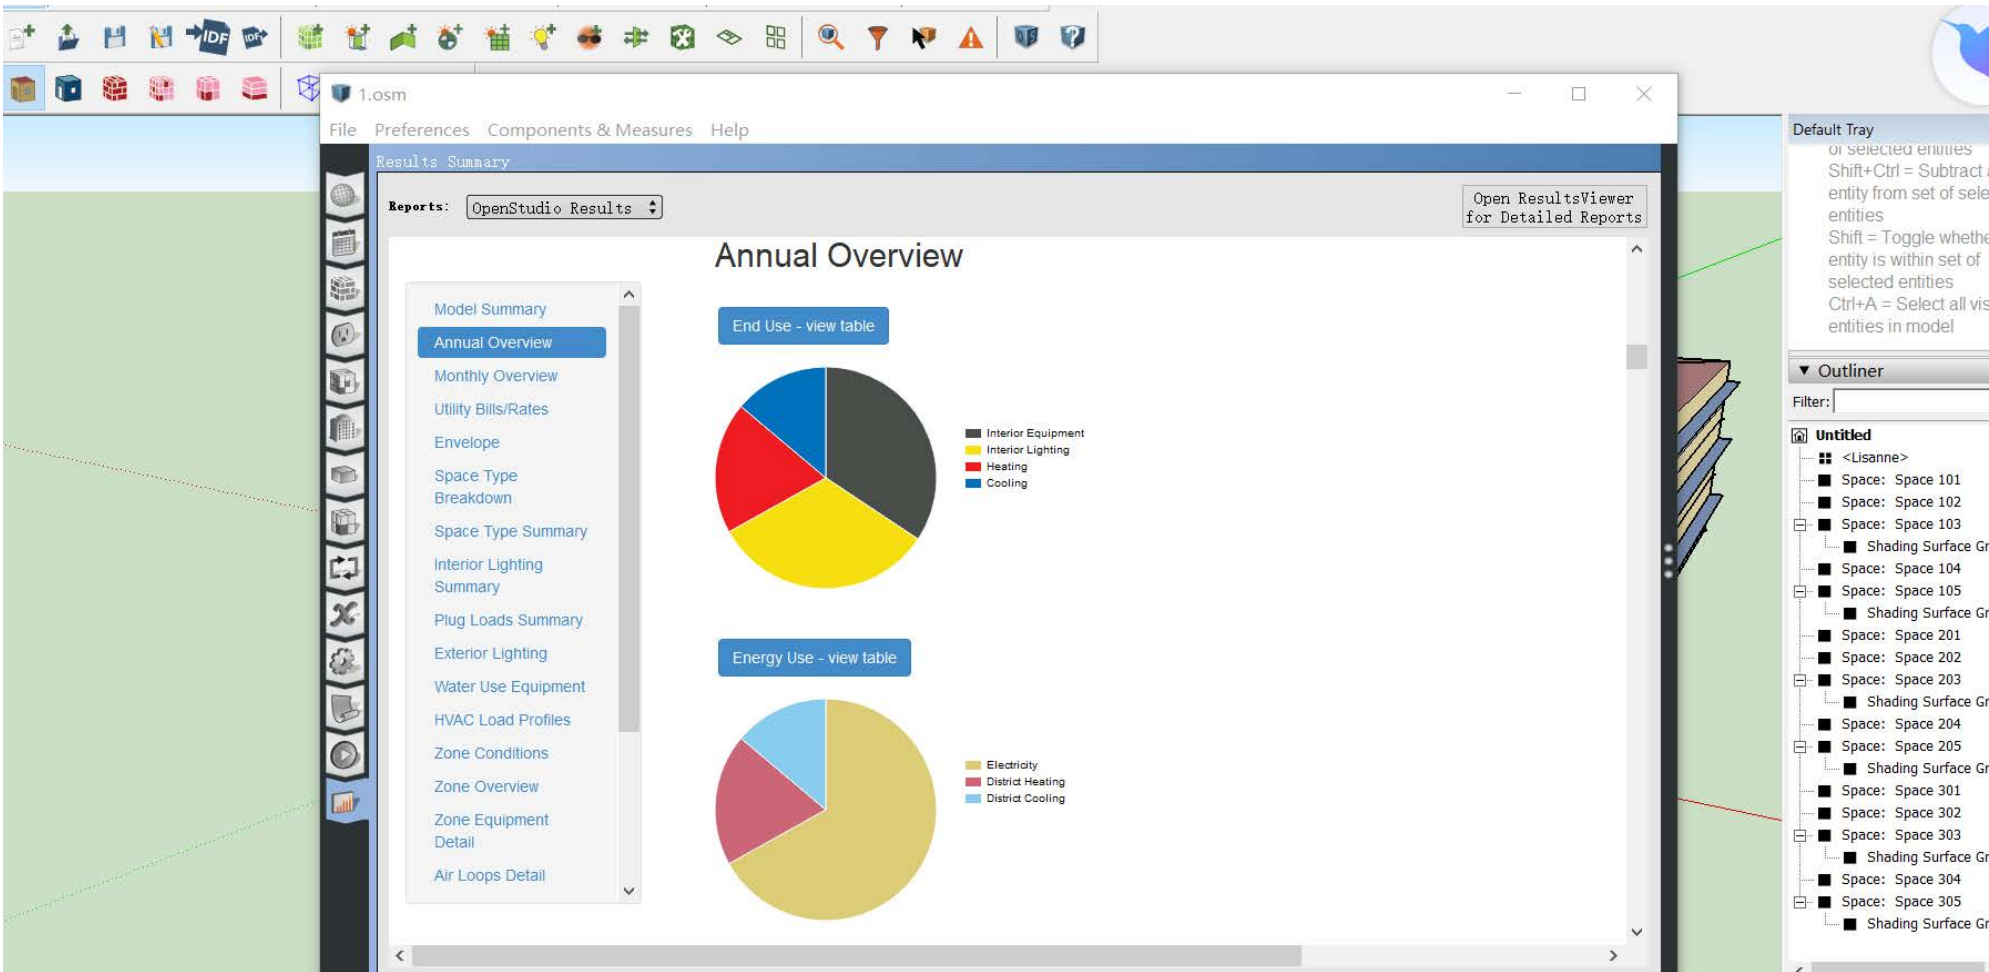 IDF
IDF
1.osm
File Preferences Components & Measures Help
Results Summary
Reports: OpenStudio Results
Open ResultsViewer
for Detailed Reports
Annual Overview
Model Summary
Annual Overview
Monthly Overview
Utility Bills/Rates
Envelope
Space Type
Breakdown
Space Type Summary
Interior Lighting
Summary
Plug Loads Summary
Exterior Lighting
Water Use Equipment
HVAC Load Profiles
Zone Conditions
Zone Overview
Zone Equipment
Detail
Air Loops Detail
End Use - view table
Interior Equipment
Interior Lighting
Heating
Cooling
Energy Use - view table
Electricity
District Heating
District Cooling
Default Tray
of selected entities
Shift+Ctrl = Subtract
entity from set of sele
entities
Shift = Toggle whethe
entity is within set of
selected entities
Ctrl+A = Select all vis
entities in model
Outliner
Filter:
Untitled
<Lisanne>
Space: Space 101
Space: Space 102
Space: Space 103
Shading Surface Gr
Space: Space 104
Space: Space 105
Shading Surface Gr
Space: Space 201
Space: Space 202
Space: Space 203
Shading Surface Gr
Space: Space 204
Space: Space 205
Shading Surface Gr
Space: Space 301
Space: Space 302
Space: Space 303
Shading Surface Gr
Space: Space 304
Space: Space 305
Shading Surface Gr